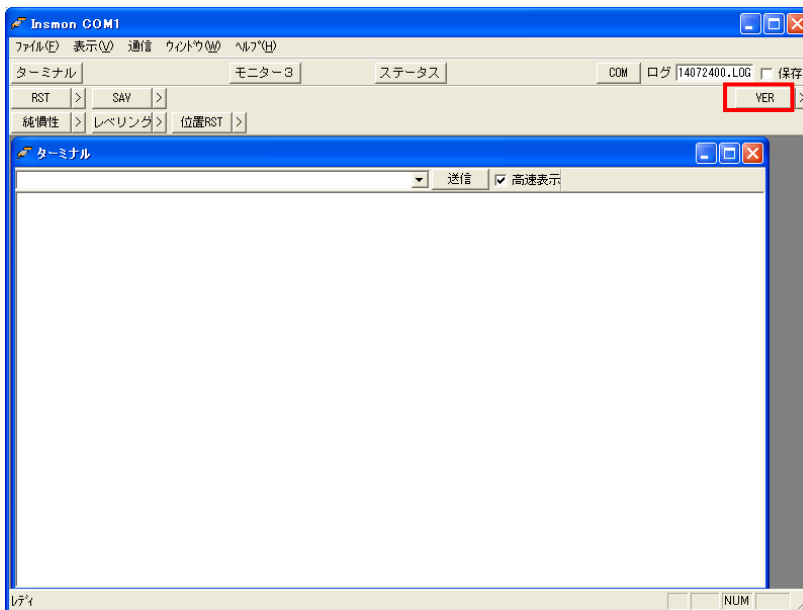 Insmon COM1
ファイル(F) 表示(V) 通信 ウィンドウ(W) ヘルプ(H)
ターミナル モニター3 ステータス COM ログ 14072400.LOG 保存
RST > SAV > VER >
純慣性 > レベリング > 位置RST >
ターミナル
送信 高速表示
レディ NUM